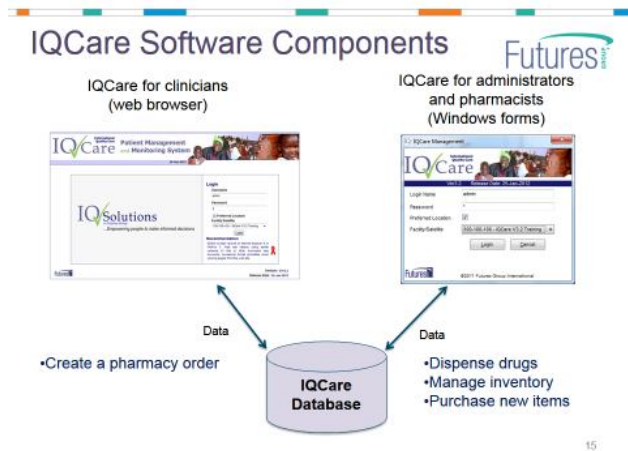 IQCare Software Components
Futures
GROUP
IQCare for clinicians
(web browser)
IQCare for administrators
and pharmacists
(Windows forms)
IQCare
Patient Management
and Monitoring System
IQCare Management
IQCare
Login
Password
Preferred Location
Facility/Satellite
Login
IQSolutions
...Empowering people to make informed decisions
Login Name admin
Password
Preferred Location
Facility/Satellite
Login Cancel
Futures
Futures
©2011 Futures Group International
Data
Data
•Create a pharmacy order
IQCare
Database
•Dispense drugs
•Manage inventory
•Purchase new items
15